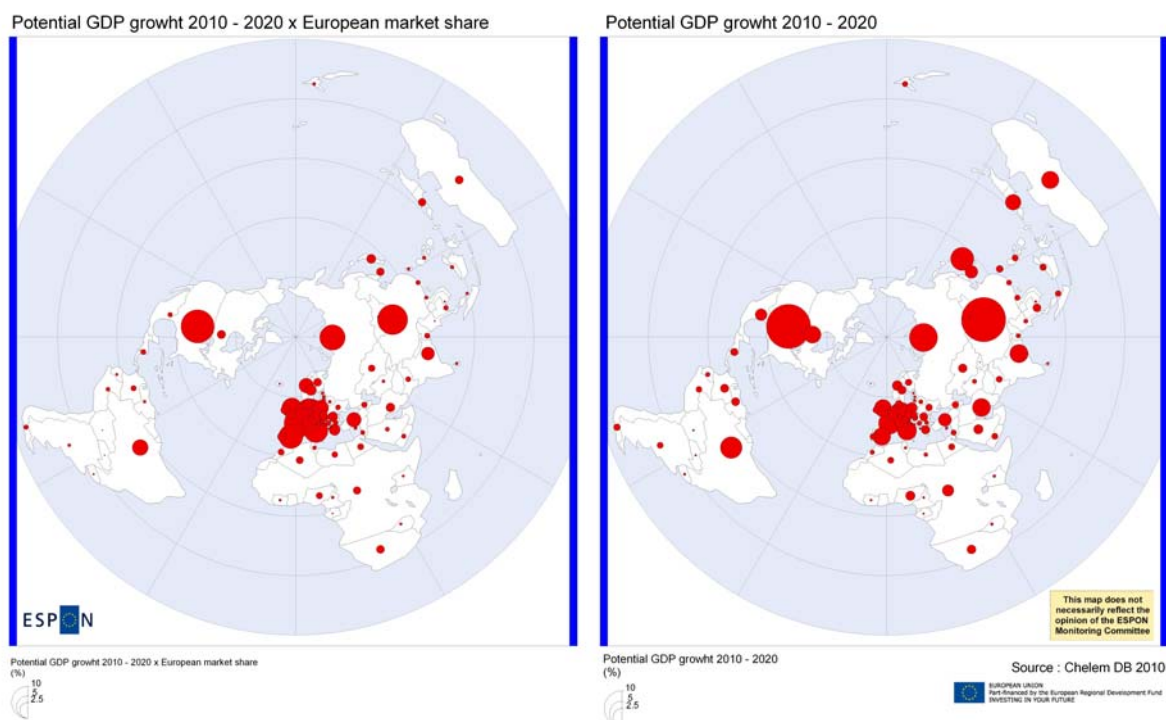 Potential GDP growht 2010 - 2020 x European market share
Potential GDP growht 2010 - 2020
ESPON
This map does not
necessarily reflect the
opinion of the ESPON
Monitoring Committee
Potential GDP growht 2010 - 2020 x European market share
(%)
10
5
2.5
Potential GDP growht 2010 - 2020
(%)
10
5
2.5
Source : Chelem DB 2010
EUROPEAN UNION
Part-financed by the European Regional Development Fund
INVESTING IN YOUR FUTURE